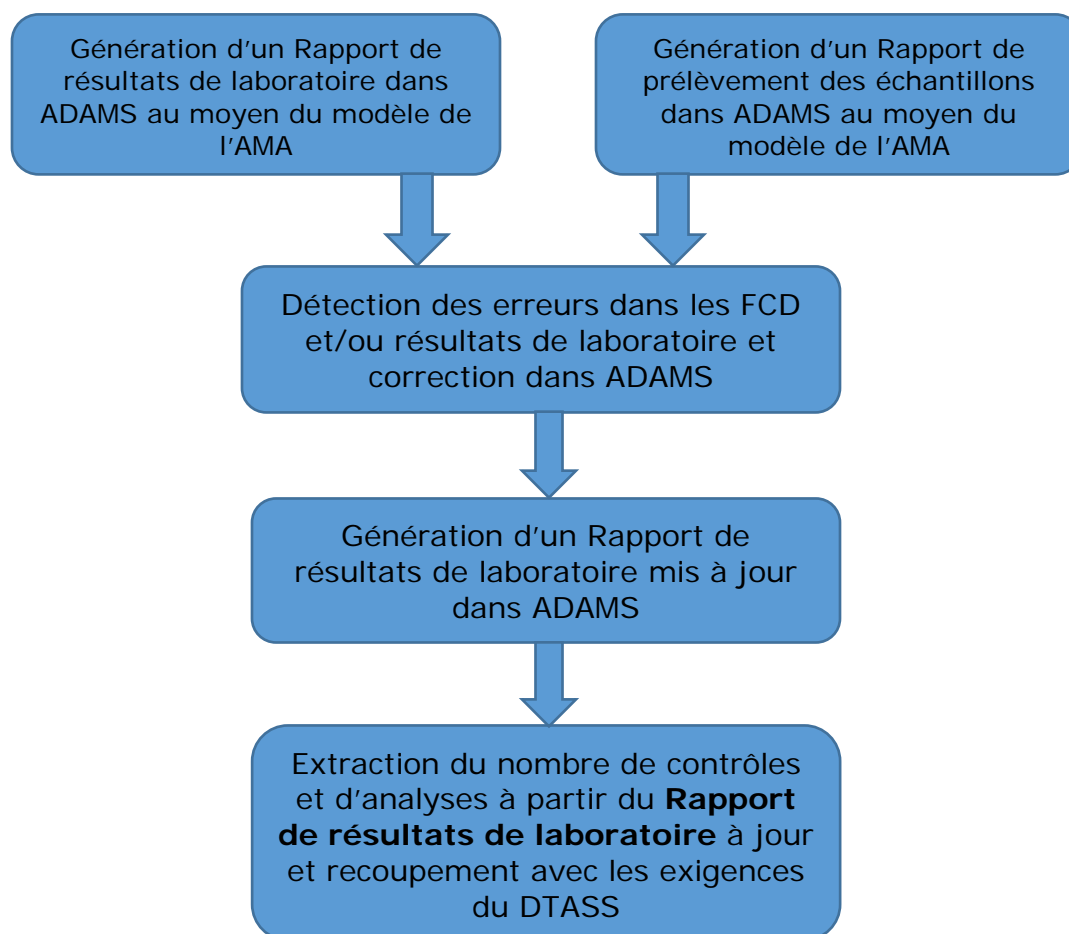 Génération d’un Rapport de
résultats de laboratoire dans
ADAMS au moyen du modèle de
l’AMA
Génération d’un Rapport de
prélèvement des échantillons
dans ADAMS au moyen du
modèle de l’AMA
Détection des erreurs dans les FCD
et/ou résultats de laboratoire et
correction dans ADAMS
Génération d’un Rapport de
résultats de laboratoire mis à jour
dans ADAMS
Extraction du nombre de contrôles
et d’analyses à partir du Rapport
de résultats de laboratoire à jour
et recoupement avec les exigences
du DTASS